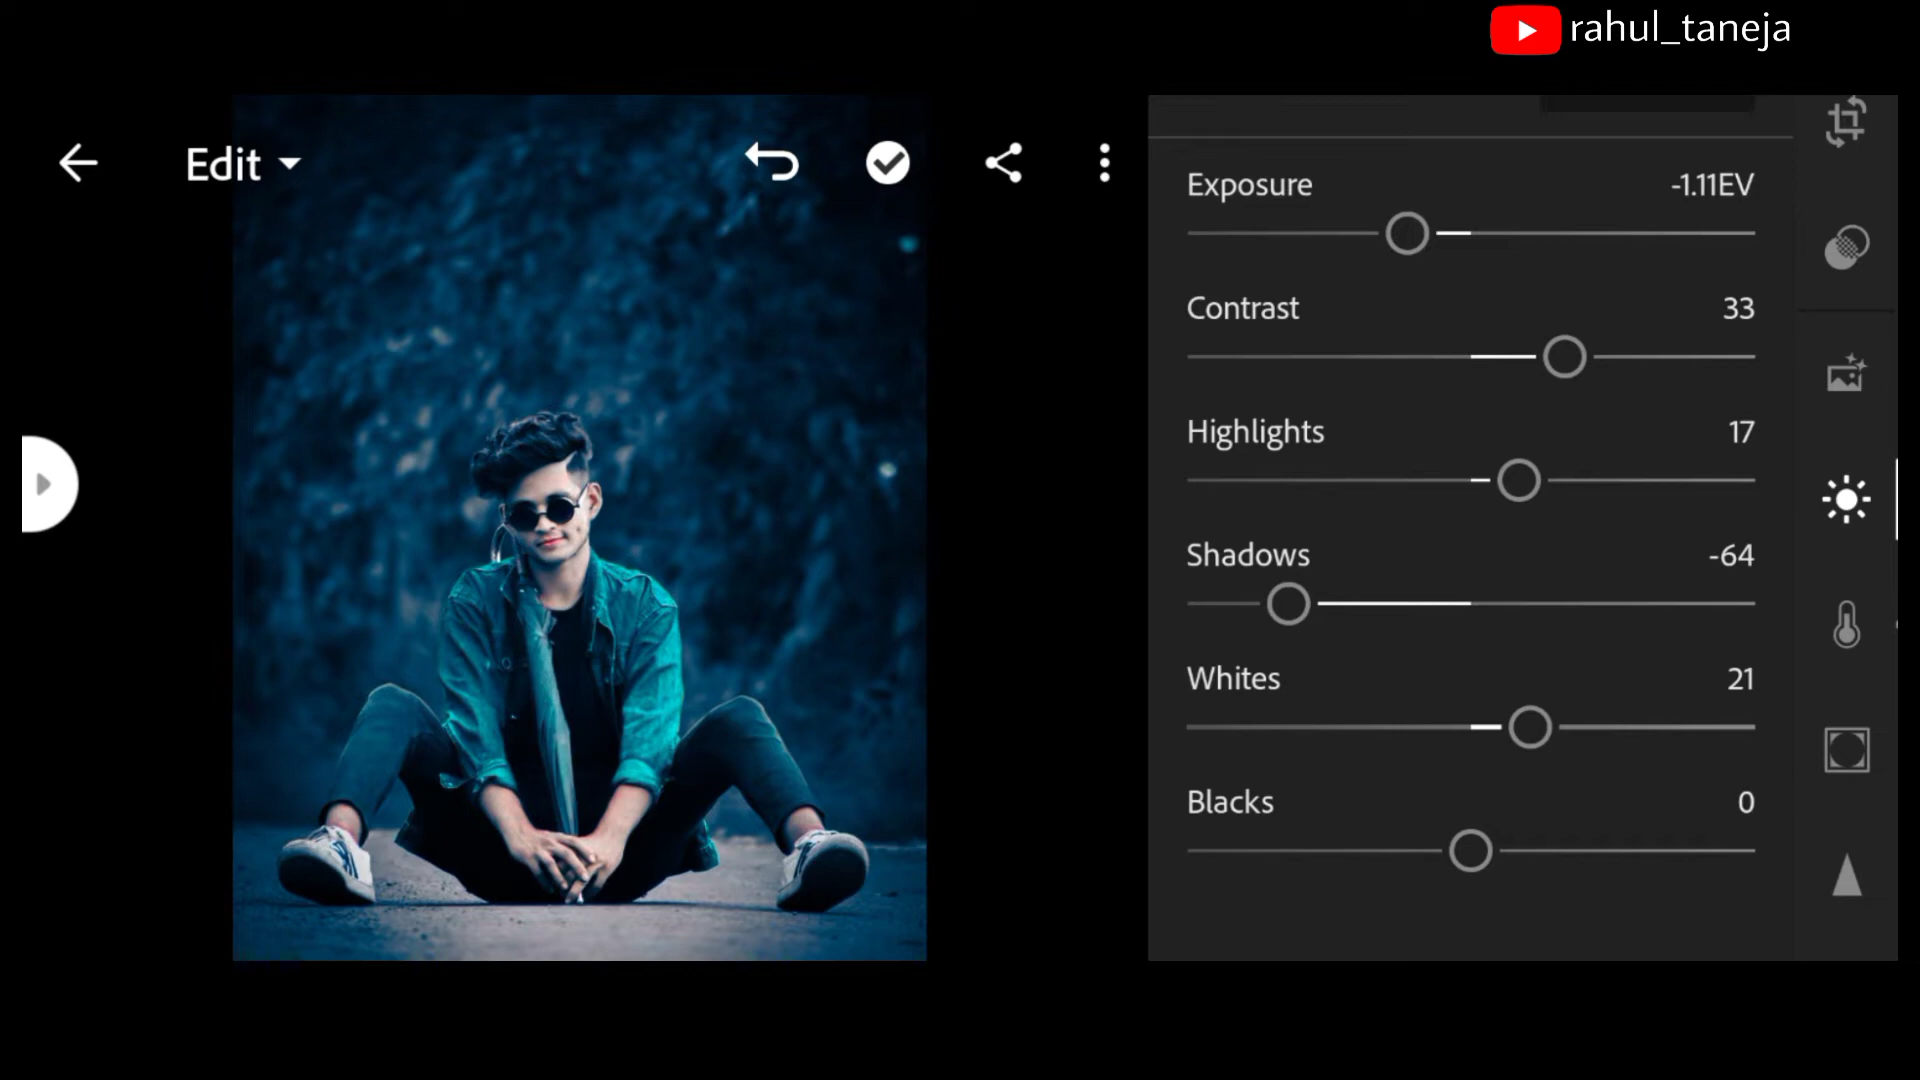 rahul_taneja
Edit
Exposure -1.11EV
Contrast 33
Highlights 17
Shadows -64
Whites 21
Blacks 0